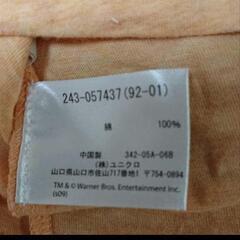 243-057437(92-01)
綿 100%
中国製 342-05A-06B
(株)ユニクロ
山口県山口市佐山717番地1 〒754-0894
TM & © Warner Bros. Entertainment Inc.
(s09)